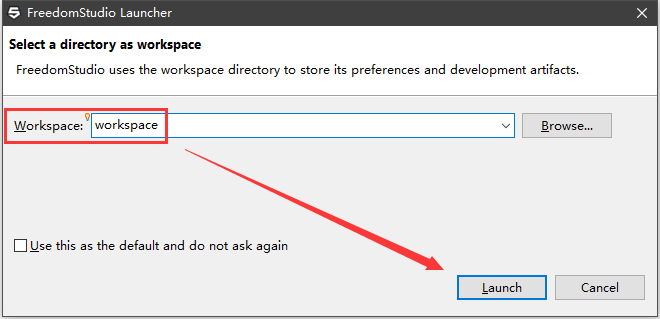 FreedomStudio Launcher
Select a directory as workspace
FreedomStudio uses the workspace directory to store its preferences and development artifacts.
Workspace: workspace Browse...
Use this as the default and do not ask again
Launch Cancel